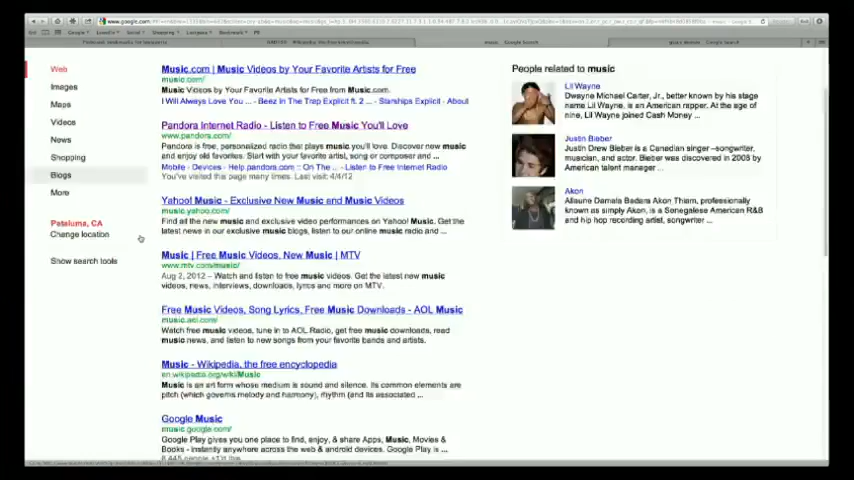 Web
Images
Maps
Videos
News
Shopping
Blogs
More
Petaluma, CA
Change location
Show search tools
Music.com | Music Videos by Your Favorite Artists for Free
music.com/
Music Videos by Your Favorite Artists for Free from Music.com.
I Will Always Love You ... - Beez In The Trap Explicit ft. 2 ... - Starships Explicit - About
Pandora Internet Radio - Listen to Free Music You'll Love
www.pandora.com/
Pandora is free, personalized radio that plays music you'll love. Discover new music
and enjoy old favorites. Start with your favorite artist, song or composer and ...
Mobile - Devices - Help.pandora.com :: On The ... - Listen to Free Internet Radio
You've visited this page many times. Last visit: 4/4/12
Yahoo! Music - Exclusive New Music and Music Videos
music.yahoo.com/
Find all the new music and exclusive video performances on Yahoo! Music. Get the
latest news in our exclusive music blogs, listen to our online music radio and ...
Music | Free Music Videos, New Music | MTV
www.mtv.com/music/
Aug 2, 2012 – Watch and listen to free music videos. Get the latest new music
videos, news, interviews, downloads, lyrics and more on MTV.
Free Music Videos, Song Lyrics, Free Music Downloads - AOL Music
music.aol.com/
Watch free music videos, tune in to AOL Radio, get free music downloads, read
music news, and listen to new songs from your favorite bands and artists.
Music - Wikipedia, the free encyclopedia
en.wikipedia.org/wiki/Music
Music is an art form whose medium is sound and silence. Its common elements are
pitch (which governs melody and harmony), rhythm (and its associated ...
Google Music
music.google.com/
Google Play gives you one place to find, enjoy, & share Apps, Music, Movies &
Books - instantly anywhere across the web & android devices. Google Play is ...
People related to music
Lil Wayne
Dwayne Michael Carter, Jr., better known by his stage
name Lil Wayne, is an American rapper. At the age of
nine, Lil Wayne joined Cash Money ...
Justin Bieber
Justin Drew Bieber is a Canadian singer –songwriter,
musician, and actor. Bieber was discovered in 2008 by
American talent manager ...
Akon
Aliaune Damala Badara Akon Thiam, professionally
known as simply Akon, is a Senegalese American R&B
and hip hop recording artist, songwriter ...